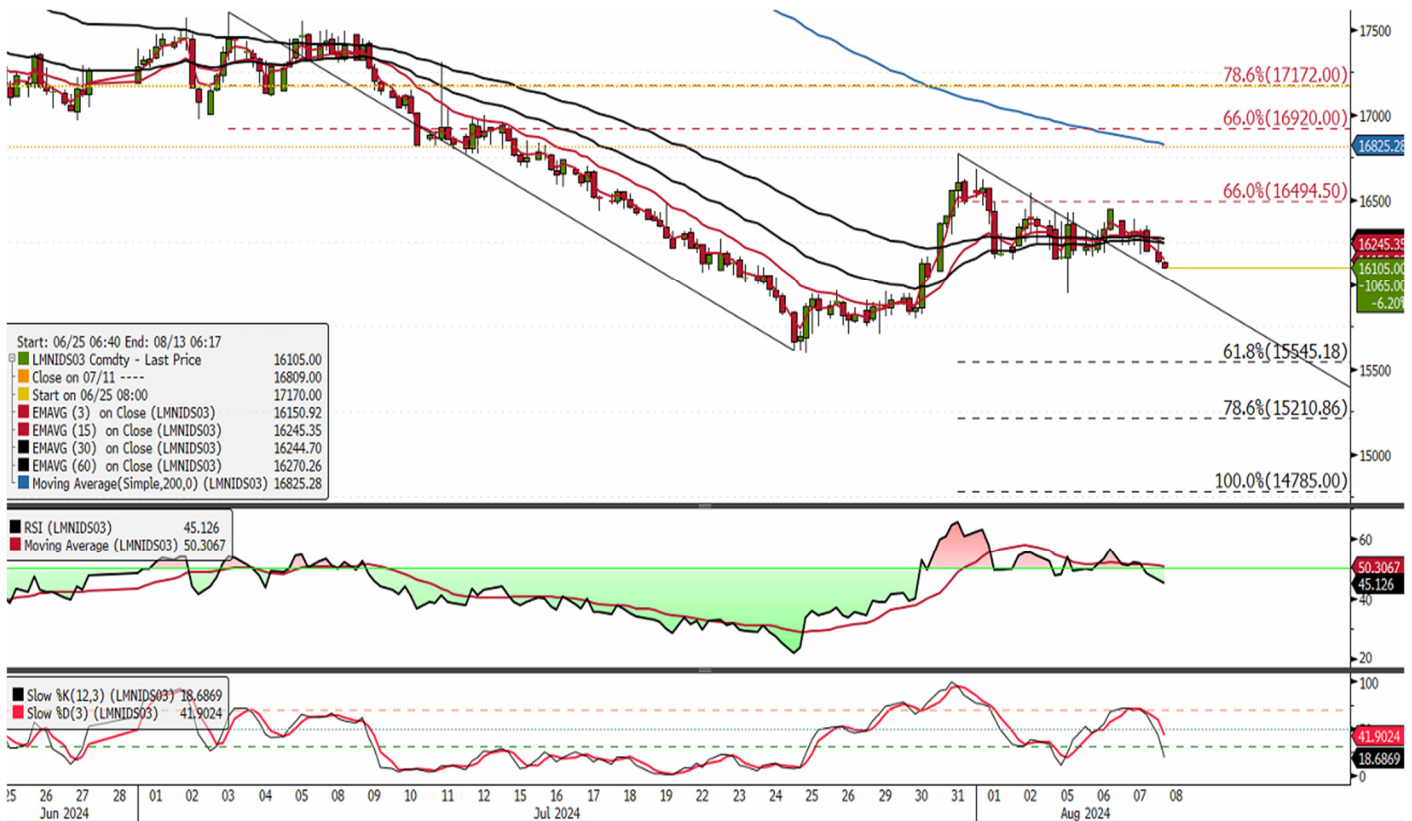 17500
78.6%(17172.00)
17000
66.0%(16920.00)
16825.28
66.0%(16494.50)
16500
16245.35
16105.00
-1065.00
-6.20%
61.8%(15545.18)
15500
78.6%(15210.86)
15000
100.0%(14785.00)
Start: 06/25 06:40 End: 08/13 06:17
LMNIDS03 Comdty - Last Price 16105.00
Close on 07/11 ---- 16809.00
Start on 06/25 08:00 17170.00
EMAVG (3) on Close (LMNIDS03) 16150.92
EMAVG (15) on Close (LMNIDS03) 16245.35
EMAVG (30) on Close (LMNIDS03) 16244.70
EMAVG (60) on Close (LMNIDS03) 16270.26
Moving Average(Simple,200,0) (LMNIDS03) 16825.28
RSI (LMNIDS03) 45.126
Moving Average (LMNIDS03) 50.3067
60
50.3067
45.126
40
20
Slow %K(12,3) (LMNIDS03) 18.6869
Slow %D(3) (LMNIDS03) 41.9024
100
41.9024
18.6869
0
25 26 27 28 01 02 03 04 05 08 09 10 11 12 15 16 17 18 19 22 23 24 25 26 29 30 31 01 02 05 06 07 08
Jun 2024 Jul 2024 Aug 2024